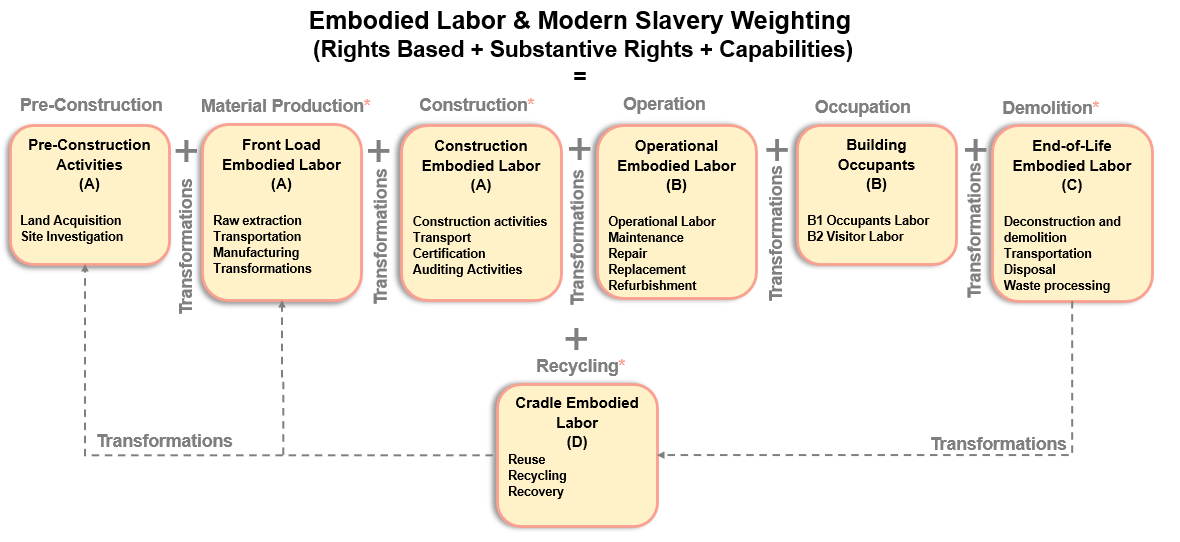 Embodied Labor & Modern Slavery Weighting
(Rights Based + Substantive Rights + Capabilities)
=
Pre-Construction
Material Production*
Construction*
Operation
Occupation
Demolition*
Pre-Construction
Activities
(A)
Land Acquisition
Site Investigation
+
Transformations
Front Load
Embodied Labor
(A)
Raw extraction
Transportation
Manufacturing
Transformations
+
Transformations
Construction
Embodied Labor
(A)
Construction activities
Transport
Certification
Auditing Activities
+
Transformations
Operational
Embodied Labor
(B)
Operational Labor
Maintenance
Repair
Replacement
Refurbishment
+
Transformations
Building
Occupants
(B)
B1 Occupants Labor
B2 Visitor Labor
+
Transformations
End-of-Life
Embodied Labor
(C)
Deconstruction and
demolition
Transportation
Disposal
Waste processing
+
Recycling*
Cradle Embodied
Labor
(D)
Reuse
Recycling
Recovery
Transformations
Transformations